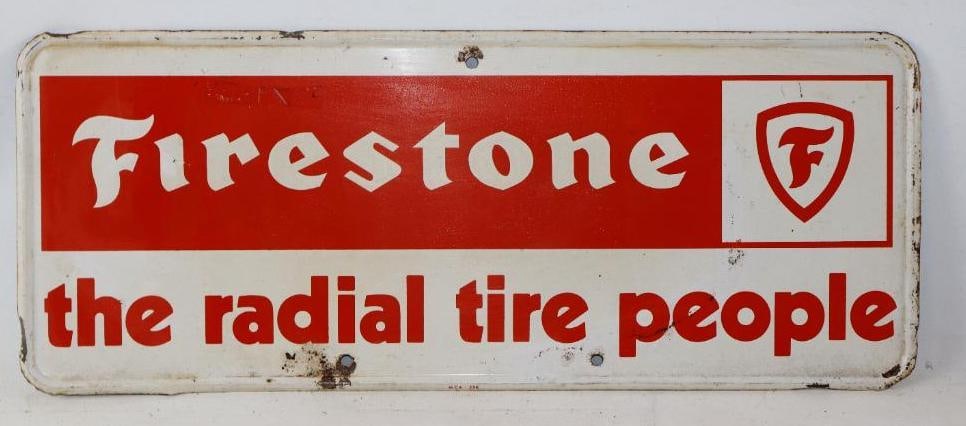 Firestone F
the radial tire people